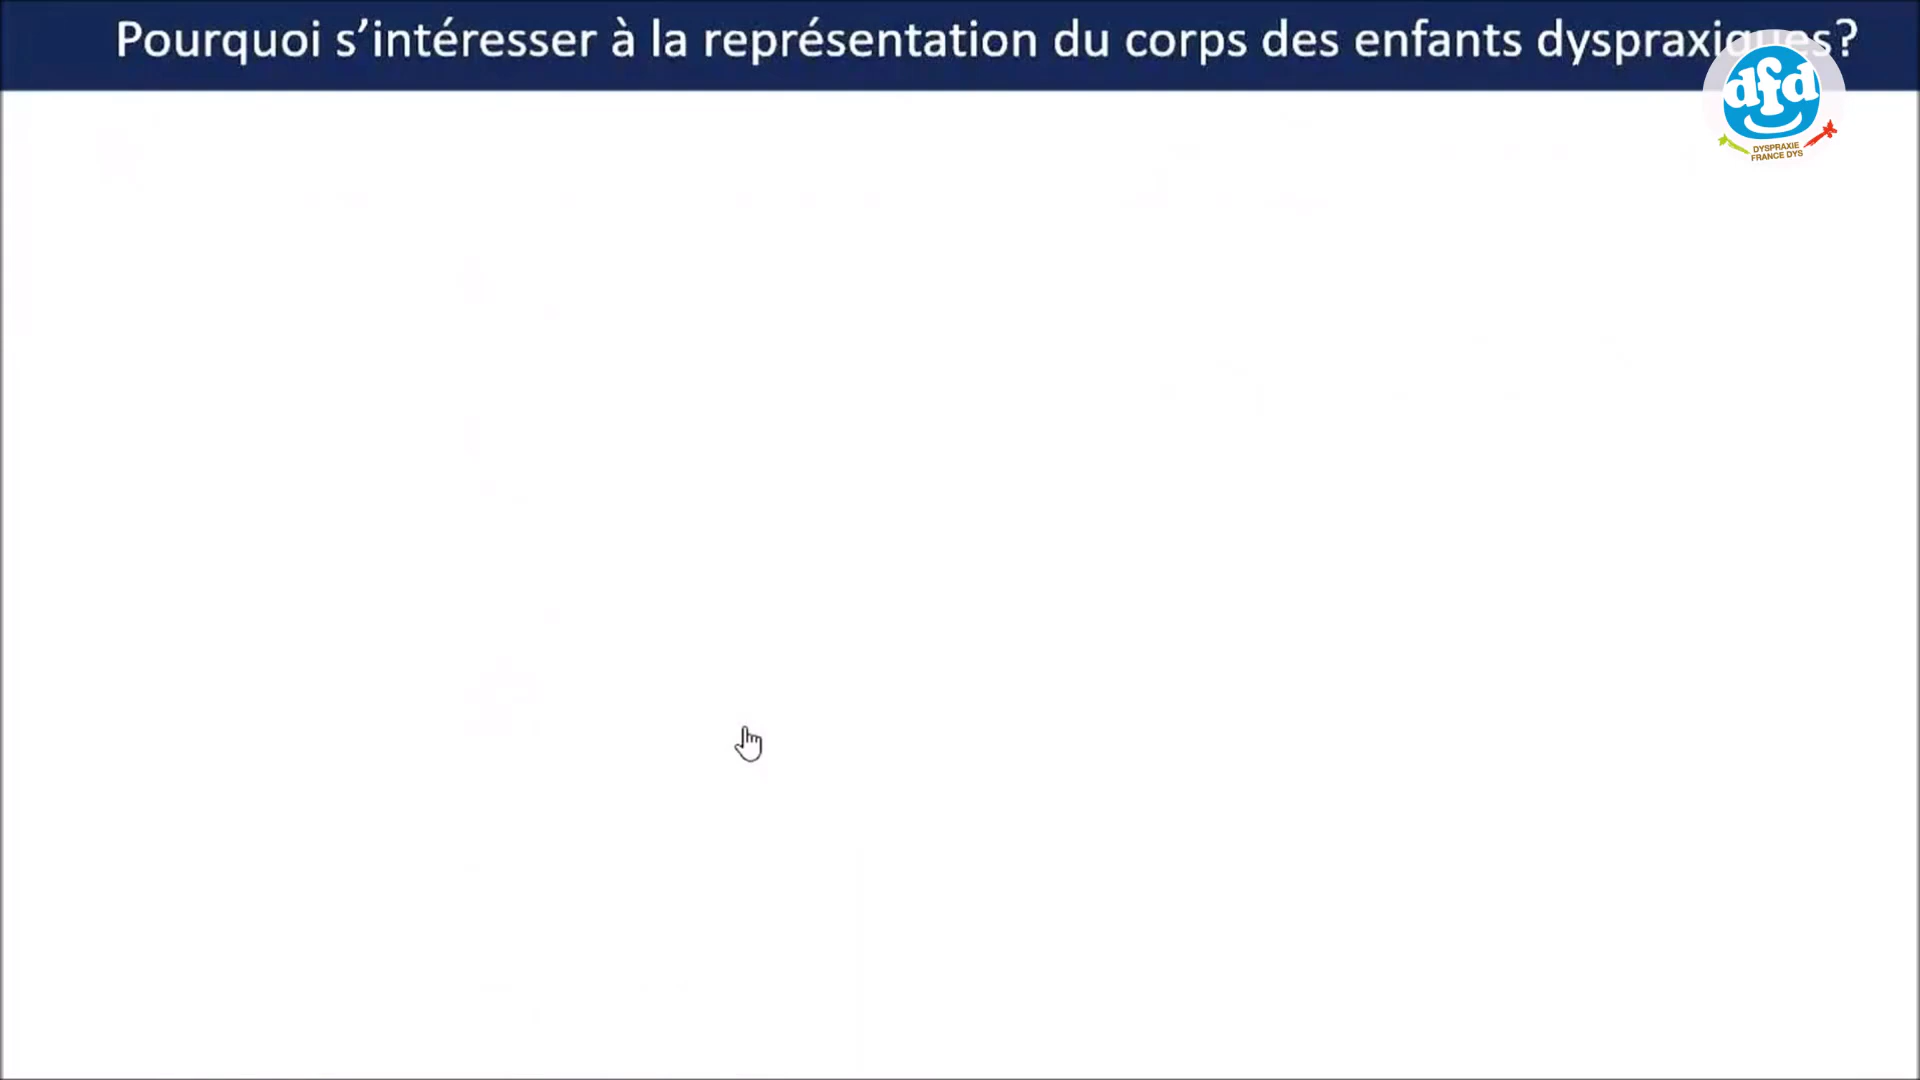 Pourquoi s’intéresser à la représentation du corps des enfants dyspraxiques?
dfd
DYSPRAXIE
FRANCE DYS